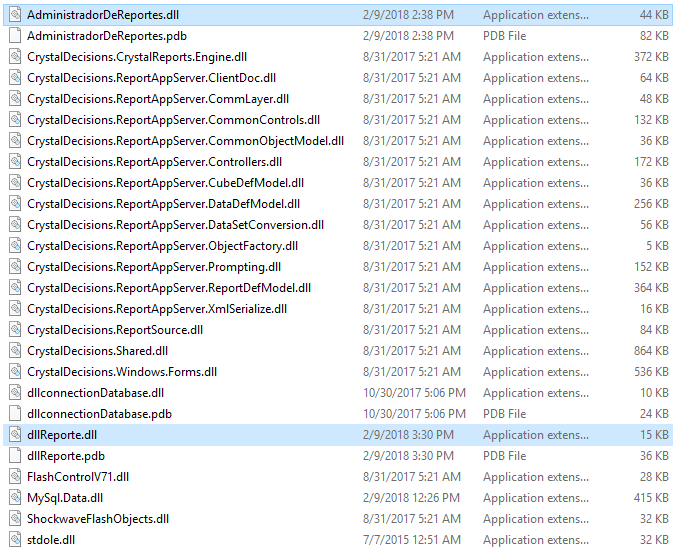 AdministradorDeReportes.dll 2/9/2018 2:38 PM Application extens... 44 KB
AdministradorDeReportes.pdb 2/9/2018 2:38 PM PDB File 82 KB
CrystalDecisions.CrystalReports.Engine.dll 8/31/2017 5:21 AM Application extens... 372 KB
CrystalDecisions.ReportAppServer.ClientDoc.dll 8/31/2017 5:21 AM Application extens... 64 KB
CrystalDecisions.ReportAppServer.CommLayer.dll 8/31/2017 5:21 AM Application extens... 48 KB
CrystalDecisions.ReportAppServer.CommonControls.dll 8/31/2017 5:21 AM Application extens... 132 KB
CrystalDecisions.ReportAppServer.CommonObjectModel.dll 8/31/2017 5:21 AM Application extens... 36 KB
CrystalDecisions.ReportAppServer.Controllers.dll 8/31/2017 5:21 AM Application extens... 172 KB
CrystalDecisions.ReportAppServer.CubeDefModel.dll 8/31/2017 5:21 AM Application extens... 36 KB
CrystalDecisions.ReportAppServer.DataDefModel.dll 8/31/2017 5:21 AM Application extens... 256 KB
CrystalDecisions.ReportAppServer.DataSetConversion.dll 8/31/2017 5:21 AM Application extens... 56 KB
CrystalDecisions.ReportAppServer.ObjectFactory.dll 8/31/2017 5:21 AM Application extens... 5 KB
CrystalDecisions.ReportAppServer.Prompting.dll 8/31/2017 5:21 AM Application extens... 152 KB
CrystalDecisions.ReportAppServer.ReportDefModel.dll 8/31/2017 5:21 AM Application extens... 364 KB
CrystalDecisions.ReportAppServer.XmlSerialize.dll 8/31/2017 5:21 AM Application extens... 16 KB
CrystalDecisions.ReportSource.dll 8/31/2017 5:21 AM Application extens... 84 KB
CrystalDecisions.Shared.dll 8/31/2017 5:21 AM Application extens... 864 KB
CrystalDecisions.Windows.Forms.dll 8/31/2017 5:21 AM Application extens... 536 KB
dllconnectionDatabase.dll 10/30/2017 5:06 PM Application extens... 10 KB
dllconnectionDatabase.pdb 10/30/2017 5:06 PM PDB File 24 KB
dllReporte.dll 2/9/2018 3:30 PM Application extens... 15 KB
dllReporte.pdb 2/9/2018 3:30 PM PDB File 36 KB
FlashControlV71.dll 8/31/2017 5:21 AM Application extens... 28 KB
MySql.Data.dll 2/9/2018 12:26 PM Application extens... 415 KB
ShockwaveFlashObjects.dll 8/31/2017 5:21 AM Application extens... 32 KB
stdole.dll 7/7/2015 12:51 AM Application extens... 32 KB